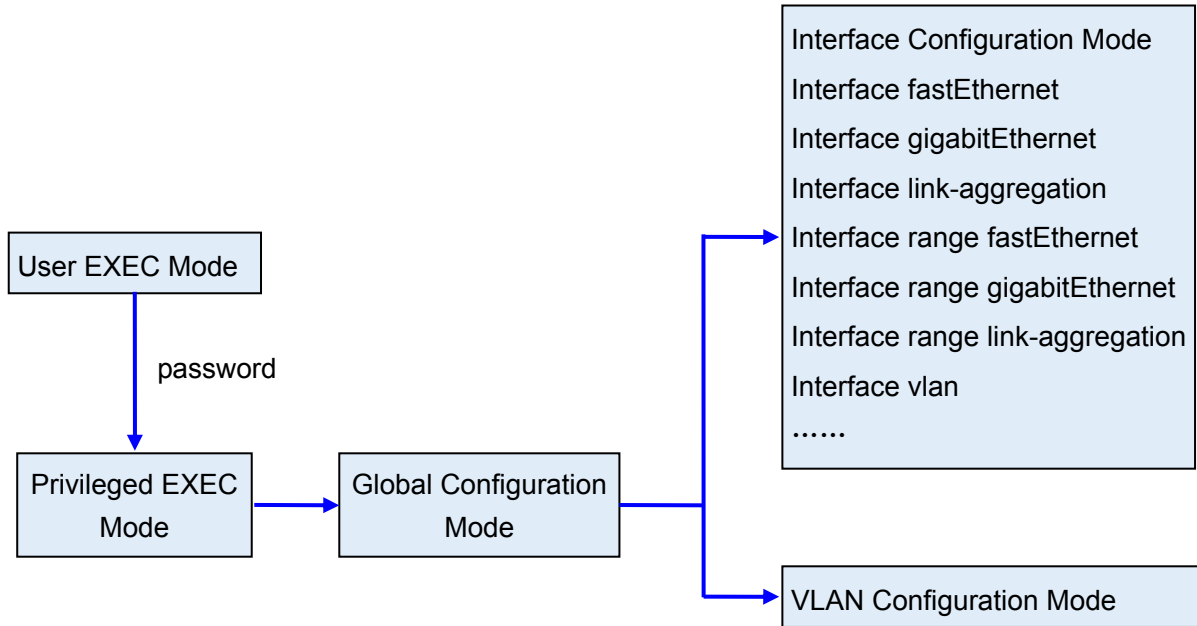 User EXEC Mode
password
Privileged EXEC
Mode
Global Configuration
Mode
Interface Configuration Mode
Interface fastEthernet
Interface gigabitEthernet
Interface link-aggregation
Interface range fastEthernet
Interface range gigabitEthernet
Interface range link-aggregation
Interface vlan
……
VLAN Configuration Mode